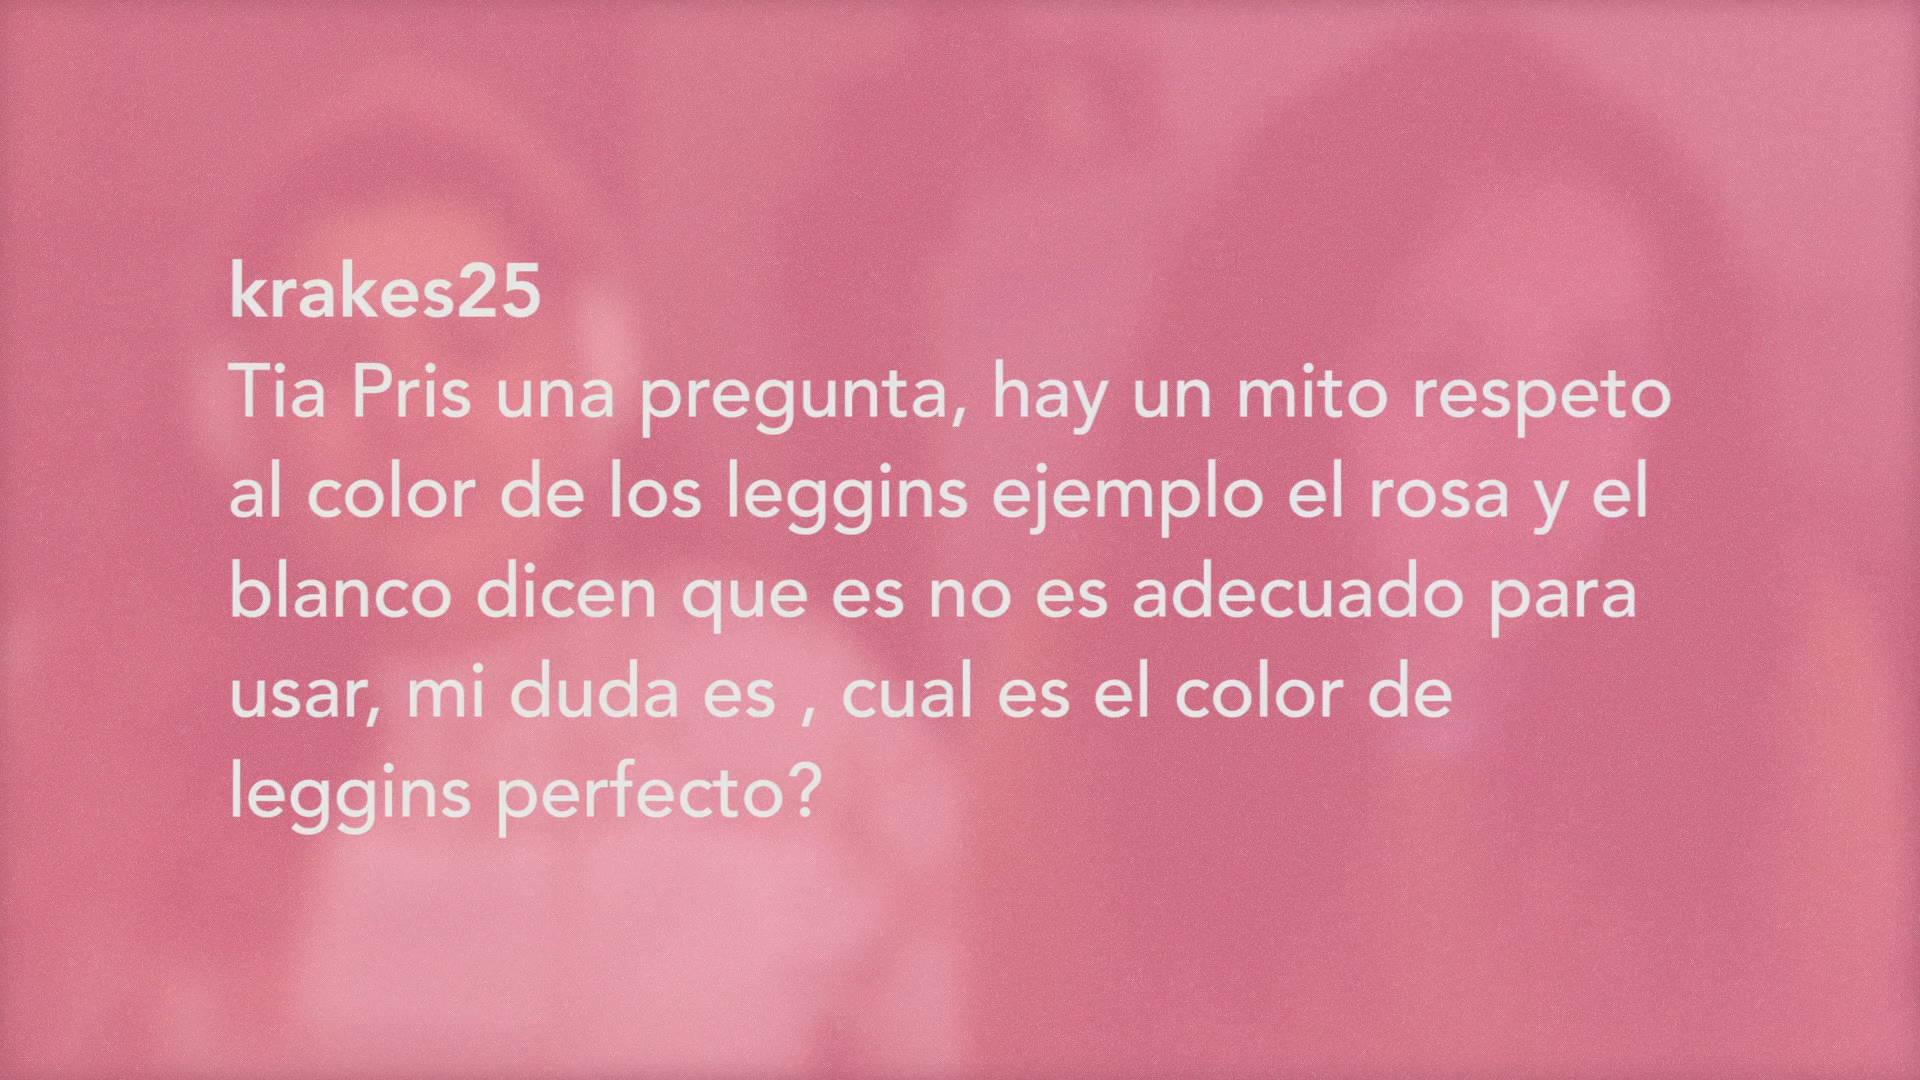 krakes25
Tia Pris una pregunta, hay un mito respeto
al color de los leggins ejemplo el rosa y el
blanco dicen que es no es adecuado para
usar, mi duda es , cual es el color de
leggins perfecto?